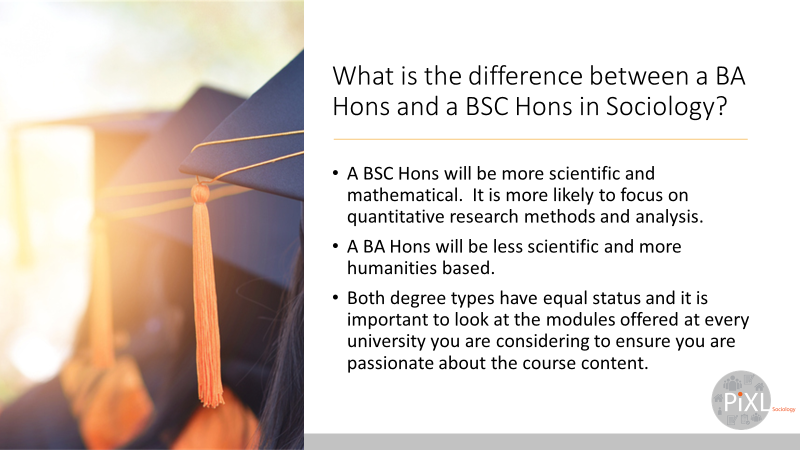 What is the difference between a BA
Hons and a BSC Hons in Sociology?
• A BSC Hons will be more scientific and
mathematical.  It is more likely to focus on
quantitative research methods and analysis.
• A BA Hons will be less scientific and more
humanities based.
• Both degree types have equal status and it is
important to look at the modules offered at every
university you are considering to ensure you are
passionate about the course content.
PiXL Sociology